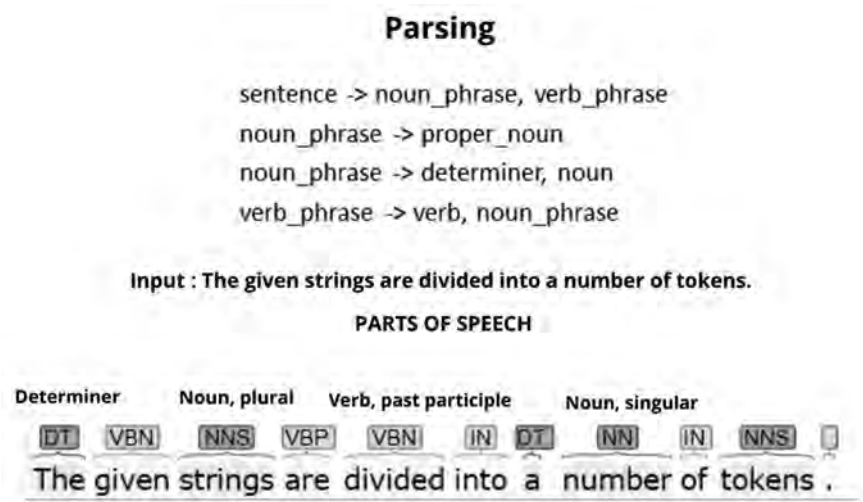 Parsing
sentence -> noun_phrase, verb_phrase
noun_phrase -> proper_noun
noun_phrase -> determiner, noun
verb_phrase -> verb, noun_phrase
Input : The given strings are divided into a number of tokens.
PARTS OF SPEECH
Determiner Noun, plural Verb, past participle Noun, singular
DT VBN NNS VBP VBN IN DT NN IN NNS .
The given strings are divided into a number of tokens .